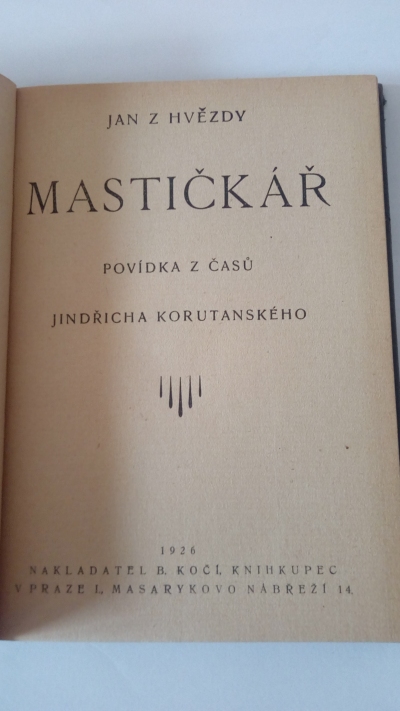 JAN Z HVĚZDY
MASTIČKÁŘ
POVÍDKA Z ČASŮ
JINDŘICHA KORUTANSKÉHO
1926
NAKLADATEL B. KOČÍ, KNIHKUPEC
V PRAZE I., MASARYKOVO NÁBŘEŽÍ 14.